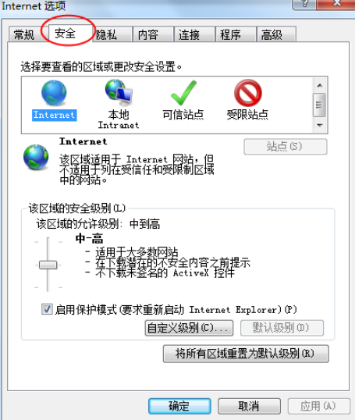 Internet 选项
常规 安全 隐私 内容 连接 程序 高级
选择要查看的区域或更改安全设置。
Internet 本地 Intranet 可信站点 受限站点
Internet
站点(S)
该区域适用于 Internet 网站，但
不适用于列在受信任和受限制区域
中的网站。
该区域的安全级别(L)
该区域的允许级别: 中到高
中-高
- 适用于大多数网站
- 在下载潜在的不安全内容之前提示
- 不下载未签名的 ActiveX 控件
启用保护模式(要求重新启动 Internet Explorer)(P)
自定义级别(C)... 默认级别(D)
将所有区域重置为默认级别(R)
确定 取消 应用(A)